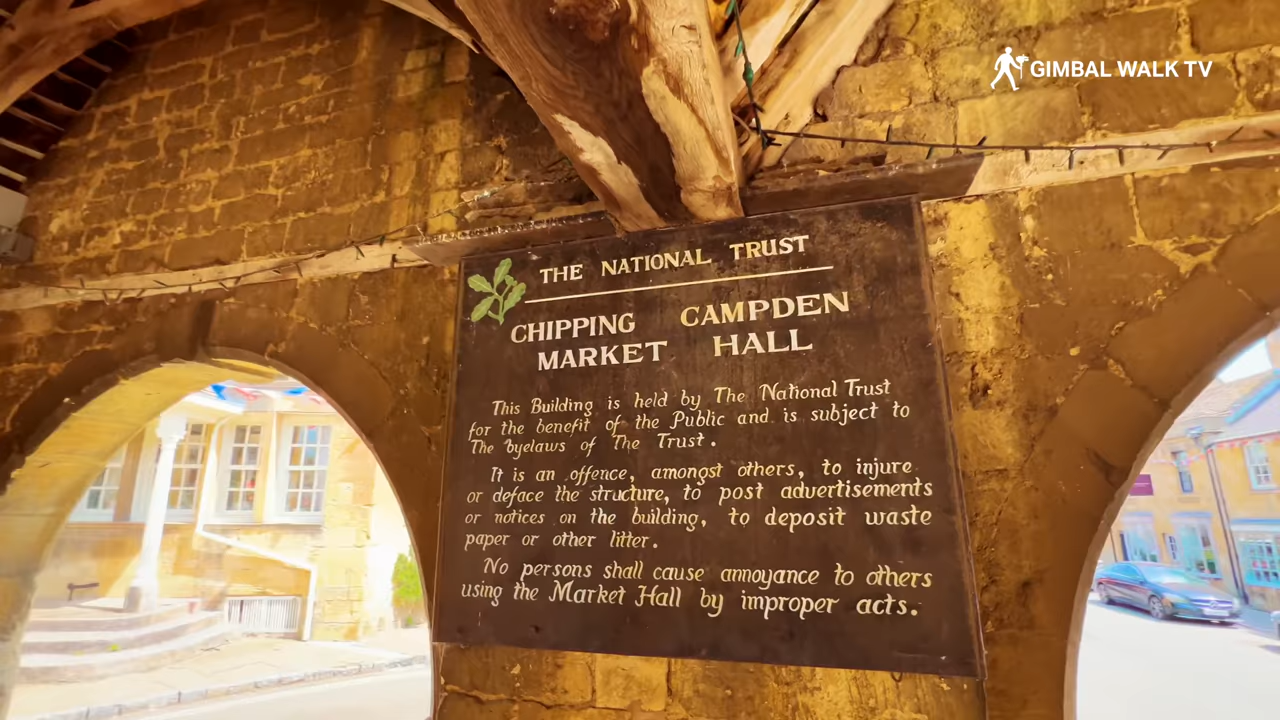 GIMBAL WALK TV
THE NATIONAL TRUST
CHIPPING CAMPDEN
MARKET HALL
This Building is held by The National Trust
for the benefit of the Public and is subject to
The byelaws of The Trust.
It is an offence, amongst others, to injure
or deface the structure, to post advertisements
or notices on the building, to deposit waste
paper or other litter.
No persons shall cause annoyance to others
using the Market Hall by improper acts.